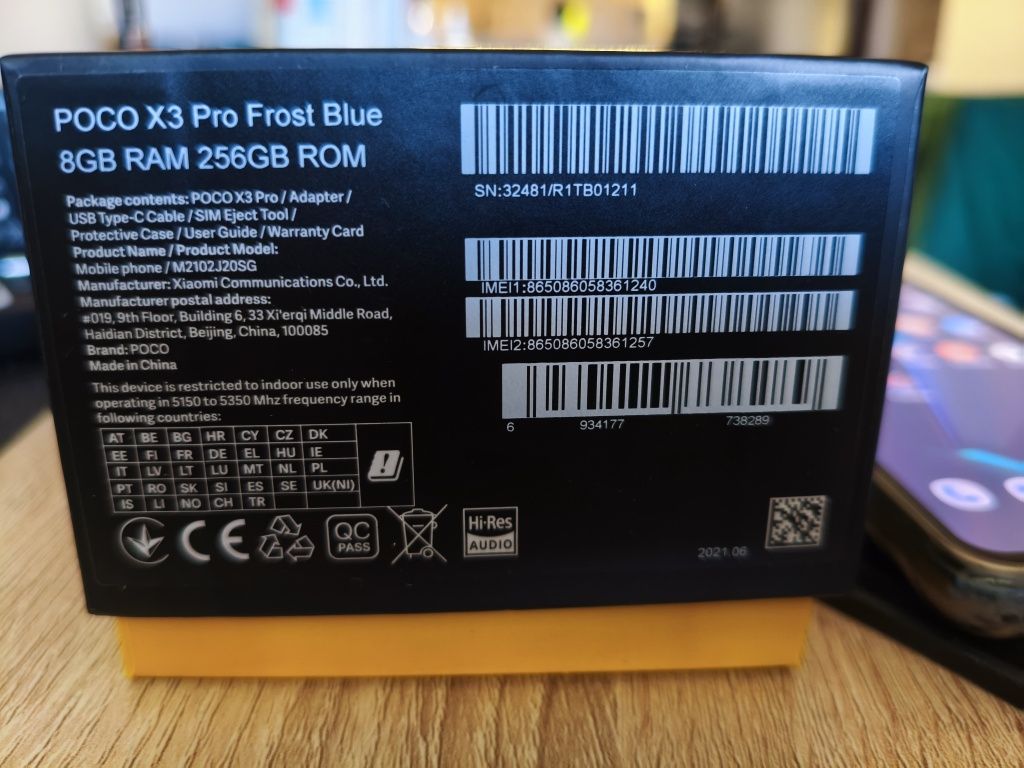 POCO X3 Pro Frost Blue
8GB RAM 256GB ROM
Package contents: POCO X3 Pro / Adapter /
USB Type-C Cable / SIM Eject Tool /
Protective Case / User Guide / Warranty Card
Product Name / Product Model:
Mobile phone / M2102J20SG
Manufacturer: Xiaomi Communications Co., Ltd.
Manufacturer postal address:
#019, 9th Floor, Building 6, 33 Xi'erqi Middle Road,
Haidian District, Beijing, China, 100085
Brand: POCO
Made in China
This device is restricted to indoor use only when
operating in 5150 to 5350 Mhz frequency range in
following countries:
AT BE BG HR CY CZ DK
EE FI FR DE EL HU IE
IT LV LT LU MT NL PL
PT RO SK SI ES SE UK(NI)
IS LI NO CH TR
CE
QC
PASS
Hi-Res
AUDIO
SN:32481/R1TB01211
IMEI1:865086058361240
IMEI2:865086058361257
6 934177 738289
2021.06